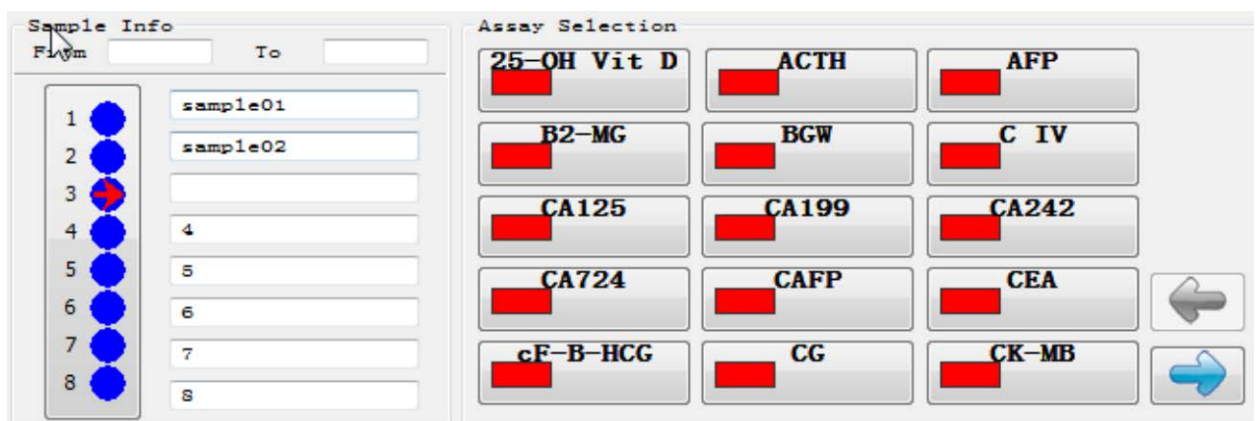 Sample Info
From To
1 sample01
2 sample02
3
4 4
5 5
6 6
7 7
8 8
Assay Selection
25-OH Vit D ACTH AFP
B2-MG BGW C IV
CA125 CA199 CA242
CA724 CAFP CEA
cF-B-HCG CG CK-MB